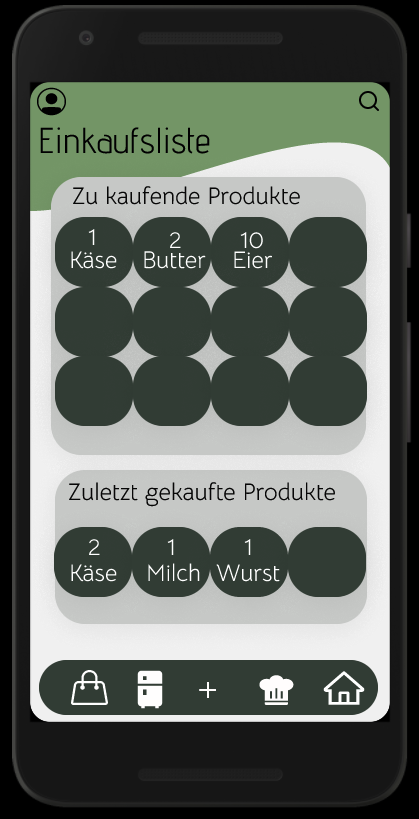 Einkaufsliste
Zu kaufende Produkte
1 2 10
Käse Butter Eier
Zuletzt gekaufte Produkte
2 1 1
Käse Milch Wurst